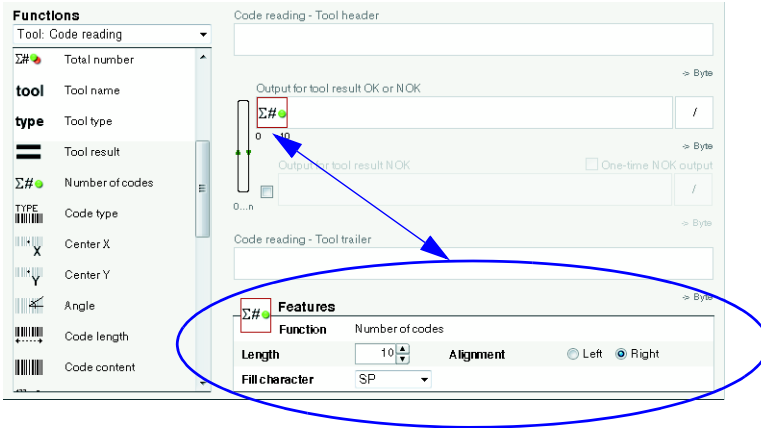 Functions
Tool: Code reading
Σ# Total number
tool Tool name
type Tool type
Tool result
Σ# Number of codes
TYPE Code type
X Center X
Y Center Y
Angle
Code length
Code content
Code reading - Tool header
-> Byte
Output for tool result OK or NOK
Σ# /
0 10
-> Byte
Output for tool result NOK One-time NOK output
/
0...n
-> Byte
Code reading - Tool trailer
-> Byte
Σ# Features
Function Number of codes
Length 10 Alignment Left Right
Fill character SP